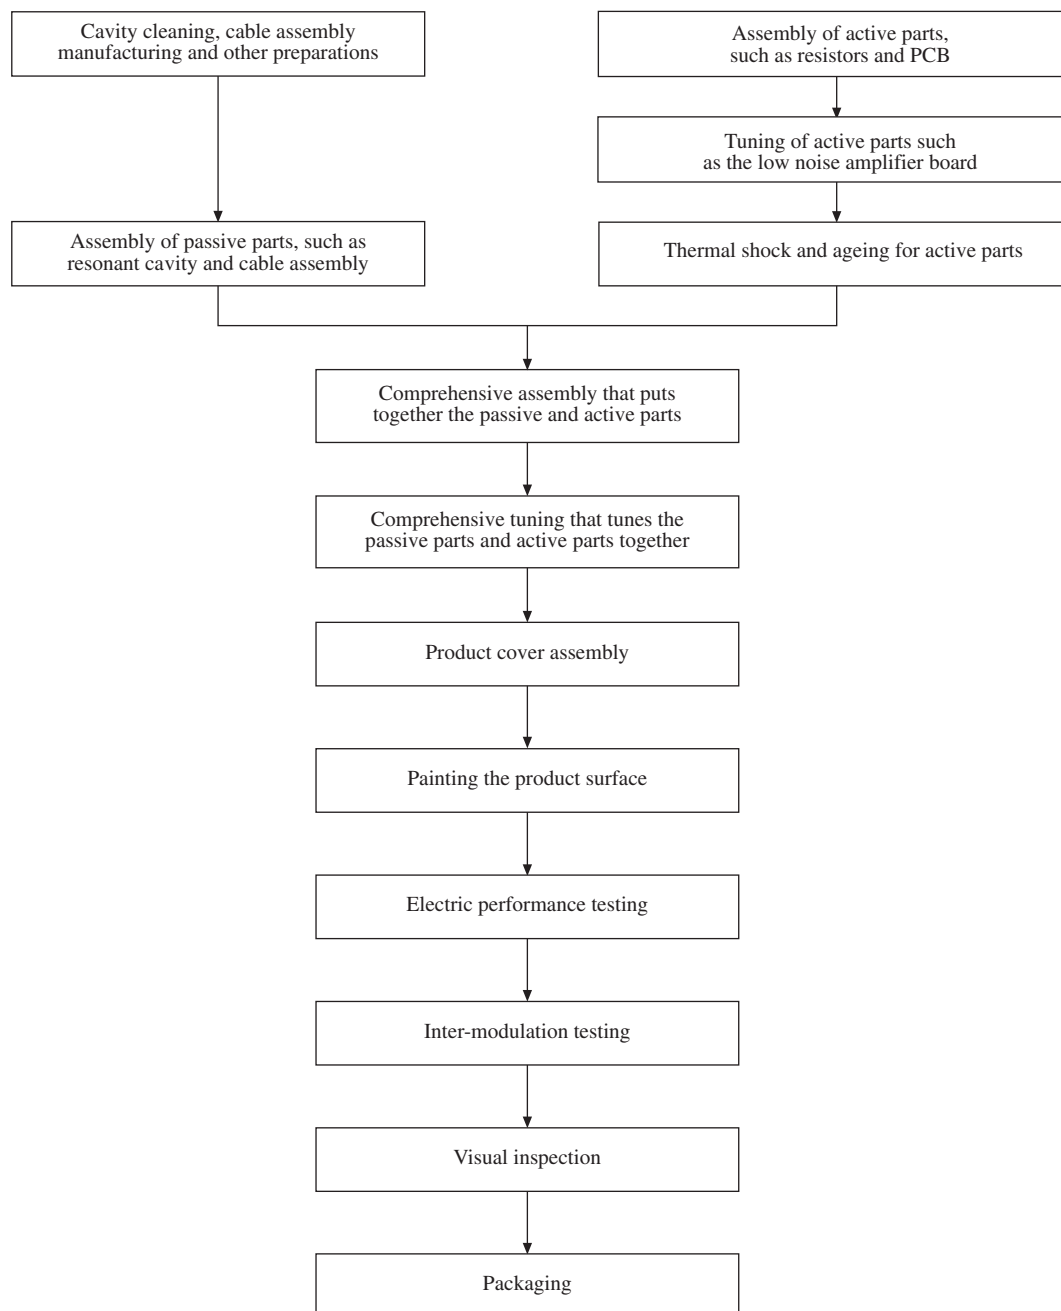 Cavity cleaning, cable assembly
manufacturing and other preparations
Assembly of active parts,
such as resistors and PCB
Tuning of active parts such
as the low noise amplifier board
Assembly of passive parts, such as
resonant cavity and cable assembly
Thermal shock and ageing for active parts
Comprehensive assembly that puts
together the passive and active parts
Comprehensive tuning that tunes the
passive parts and active parts together
Product cover assembly
Painting the product surface
Electric performance testing
Inter-modulation testing
Visual inspection
Packaging